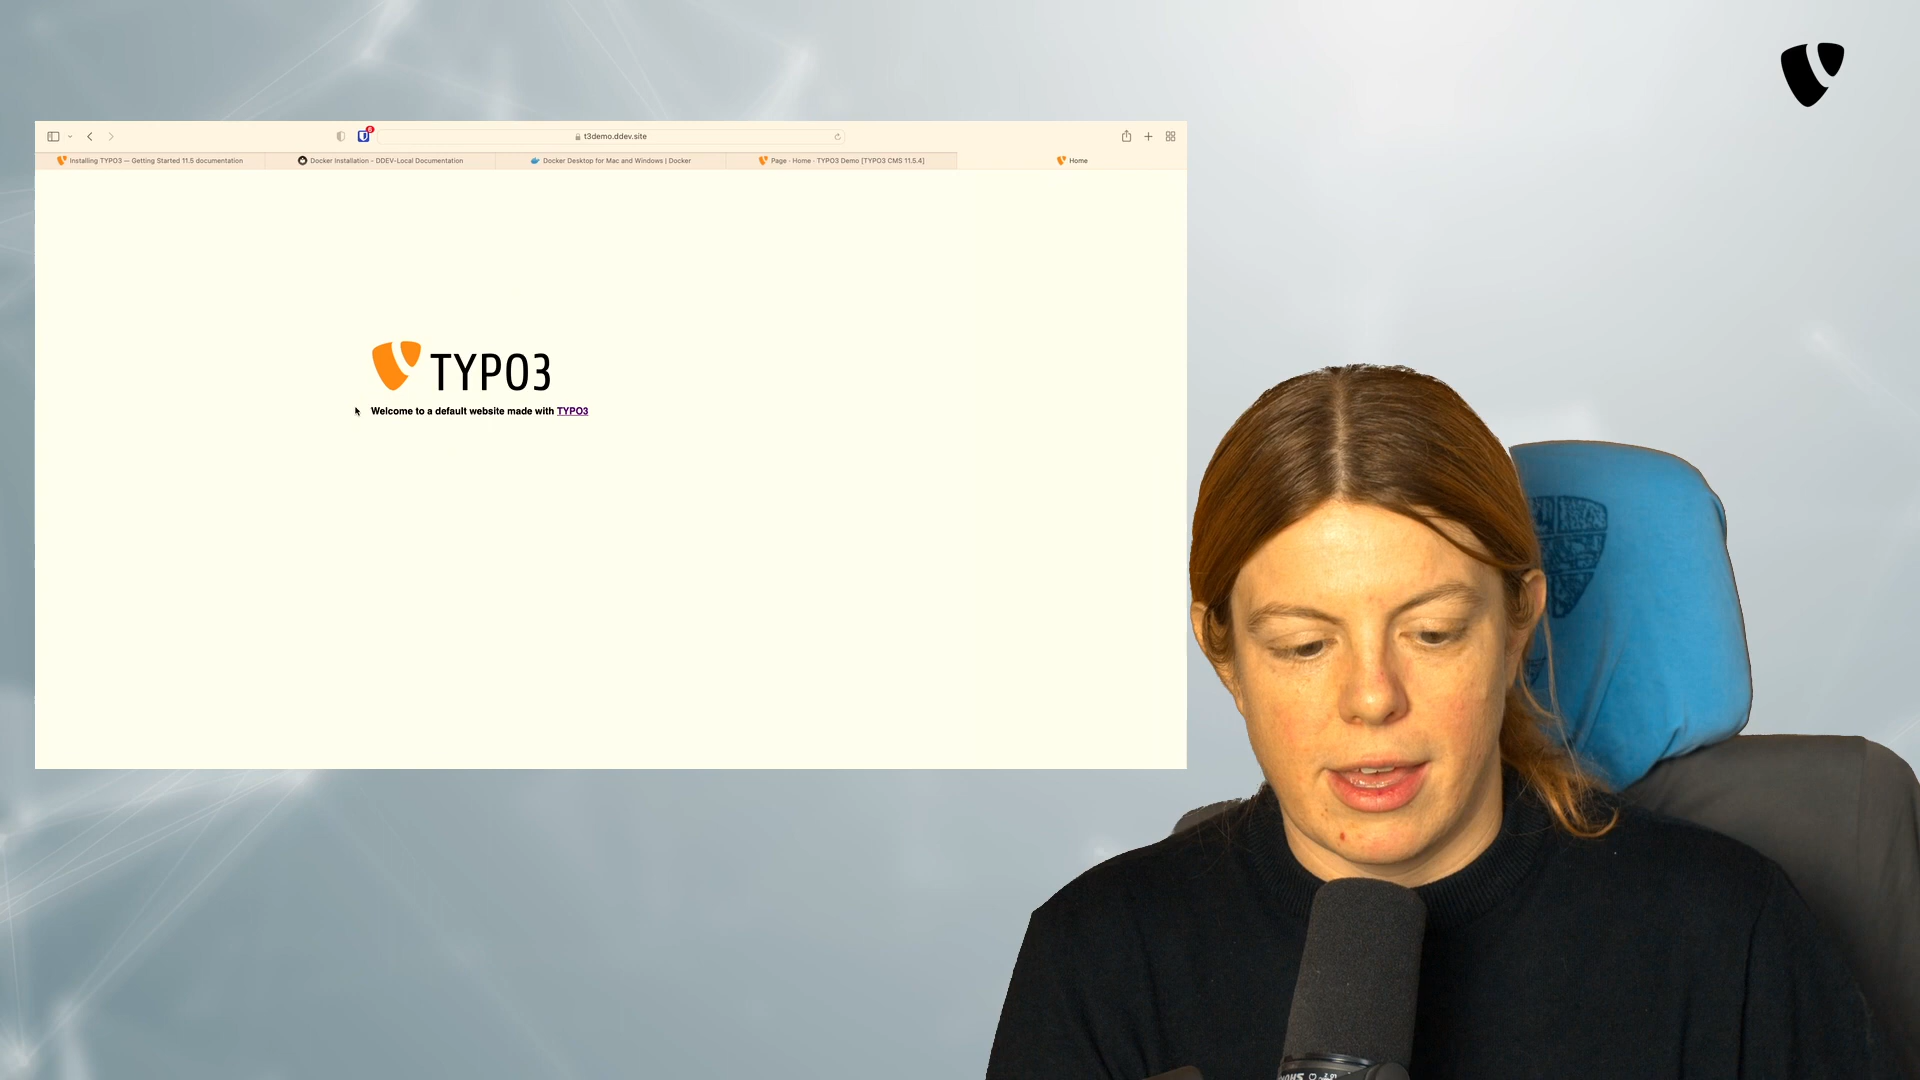 t3demo.ddev.site
Installing TYPO3 — Getting Started 11.5 documentation
Docker Installation - DDEV-Local Documentation
Docker Desktop for Mac and Windows | Docker
Page · Home · TYPO3 Demo [TYPO3 CMS 11.5.4]
Home
TYPO3
Welcome to a default website made with TYPO3